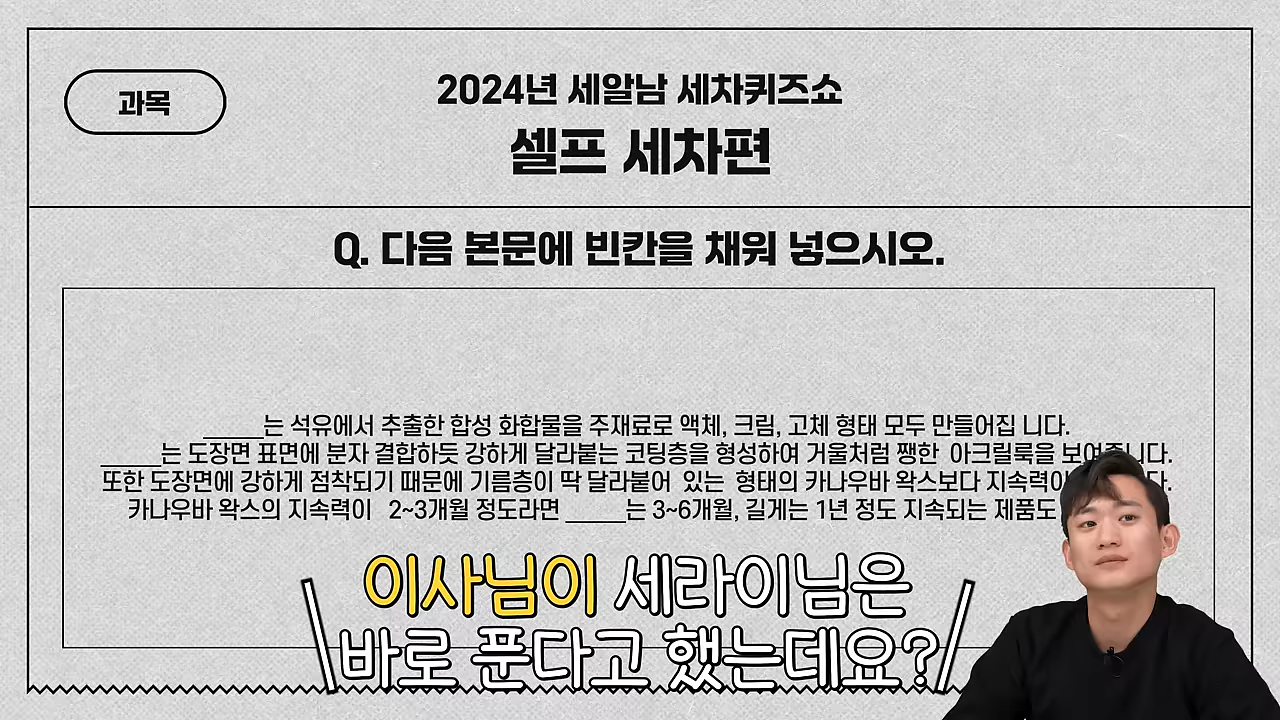 과목
2024년 세알남 세차퀴즈쇼
셀프 세차편
Q. 다음 본문에 빈칸을 채워 넣으시오.
_____는 석유에서 추출한 합성 화합물을 주재료로 액체, 크림, 고체 형태 모두 만들어집 니다.
_____는 도장면 표면에 분자 결합하듯 강하게 달라붙는 코팅층을 형성하여 거울처럼 쨍한 아크릴룩을 보여줍니다.
또한 도장면에 강하게 점착되기 때문에 기름층이 딱 달라붙어 있는 형태의 카나우바 왁스보다 지속력이 다.
카나우바 왁스의 지속력이 2~3개월 정도라면 _____는 3~6개월, 길게는 1년 정도 지속되는 제품도
이사님이 세라이님은
바로 푼다고 했는데요?